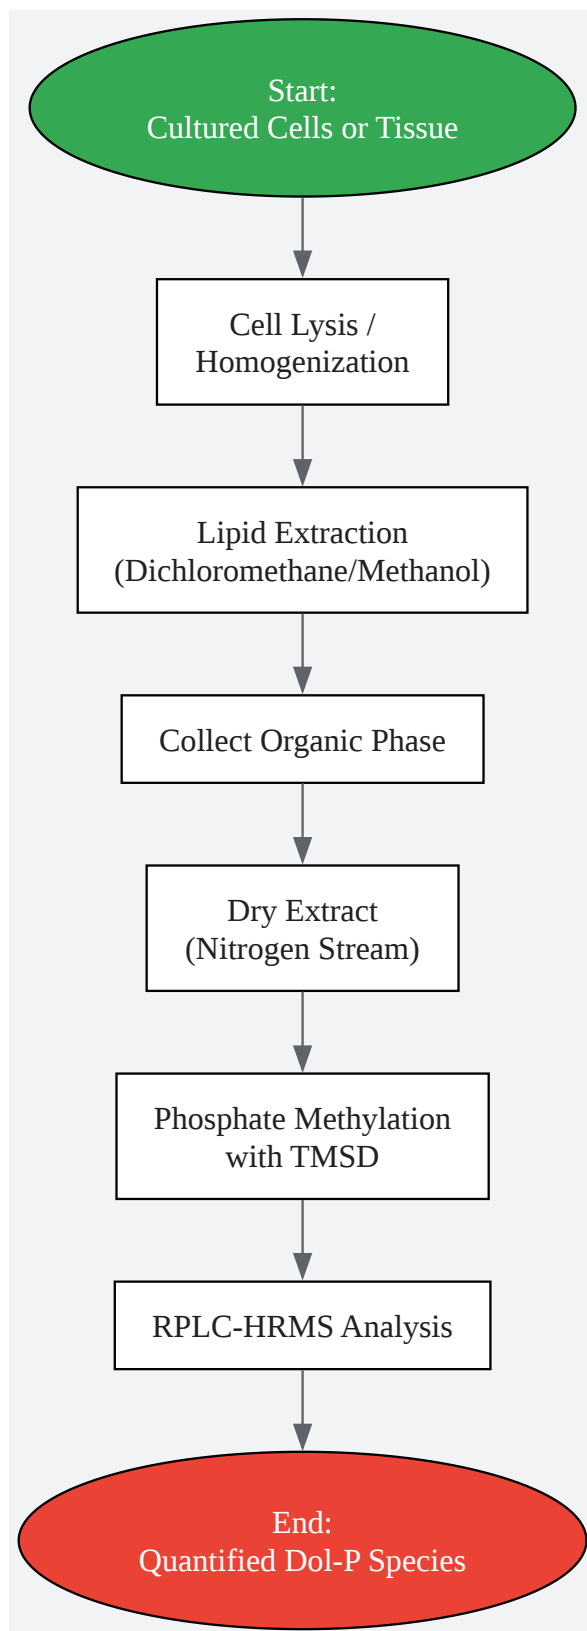 Start:
Cultured Cells or Tissue
Cell Lysis /
Homogenization
Lipid Extraction
(Dichloromethane/Methanol)
Collect Organic Phase
Dry Extract
(Nitrogen Stream)
Phosphate Methylation
with TMSD
RPLC-HRMS Analysis
End:
Quantified Dol-P Species